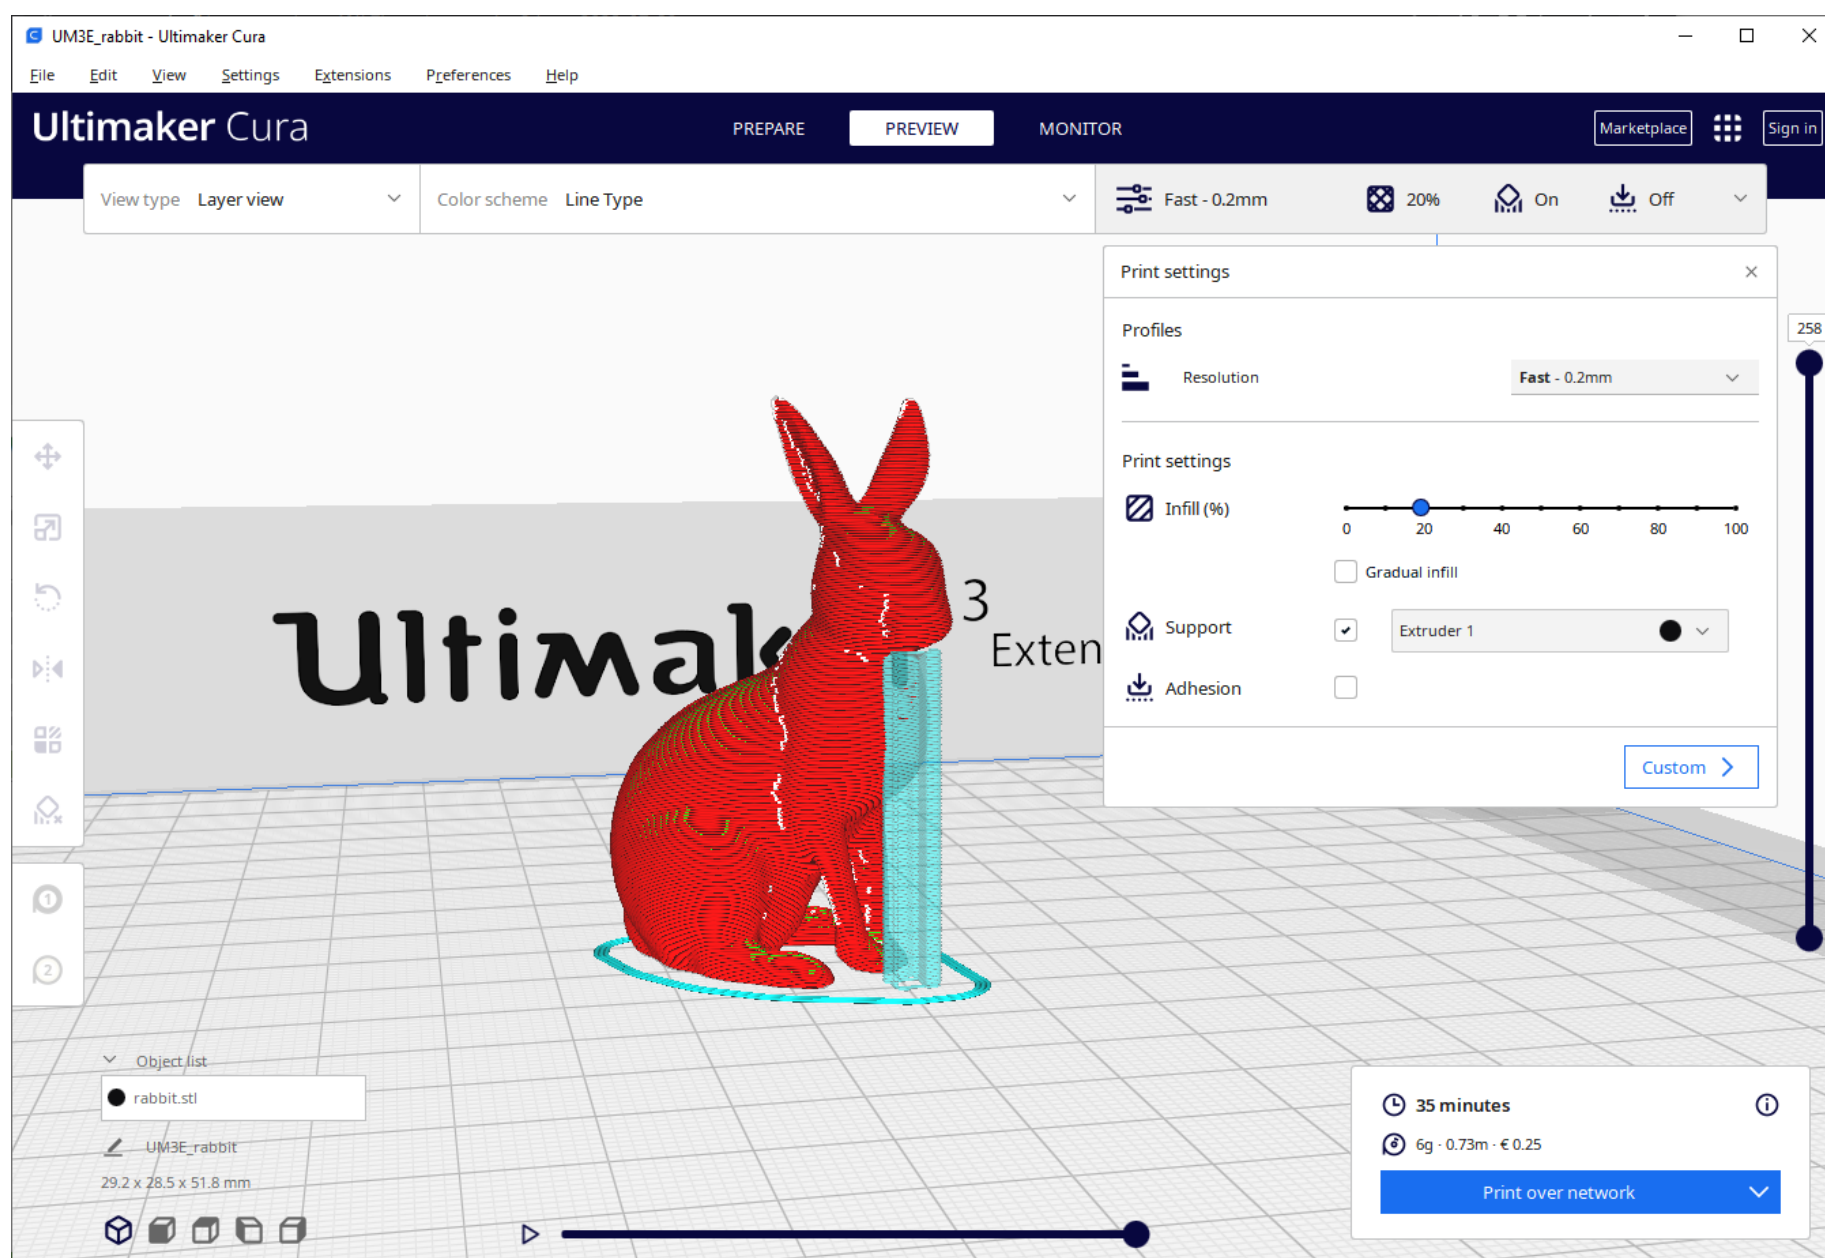 UM3E_rabbit - Ultimaker Cura
File Edit View Settings Extensions Preferences Help
Ultimaker Cura
PREPARE PREVIEW MONITOR
Marketplace Sign in
View type Layer view
Color scheme Line Type
Fast - 0.2mm 20% On Off
Print settings
Profiles
Resolution Fast - 0.2mm
Print settings
Infill (%)
0 20 40 60 80 100
Gradual infill
Support Extruder 1
Adhesion
Custom
258
Ultimak
3
Exten
1
2
Object list
rabbit.stl
UM3E_rabbit
29.2 x 28.5 x 51.8 mm
35 minutes
6g · 0.73m · € 0.25
Print over network